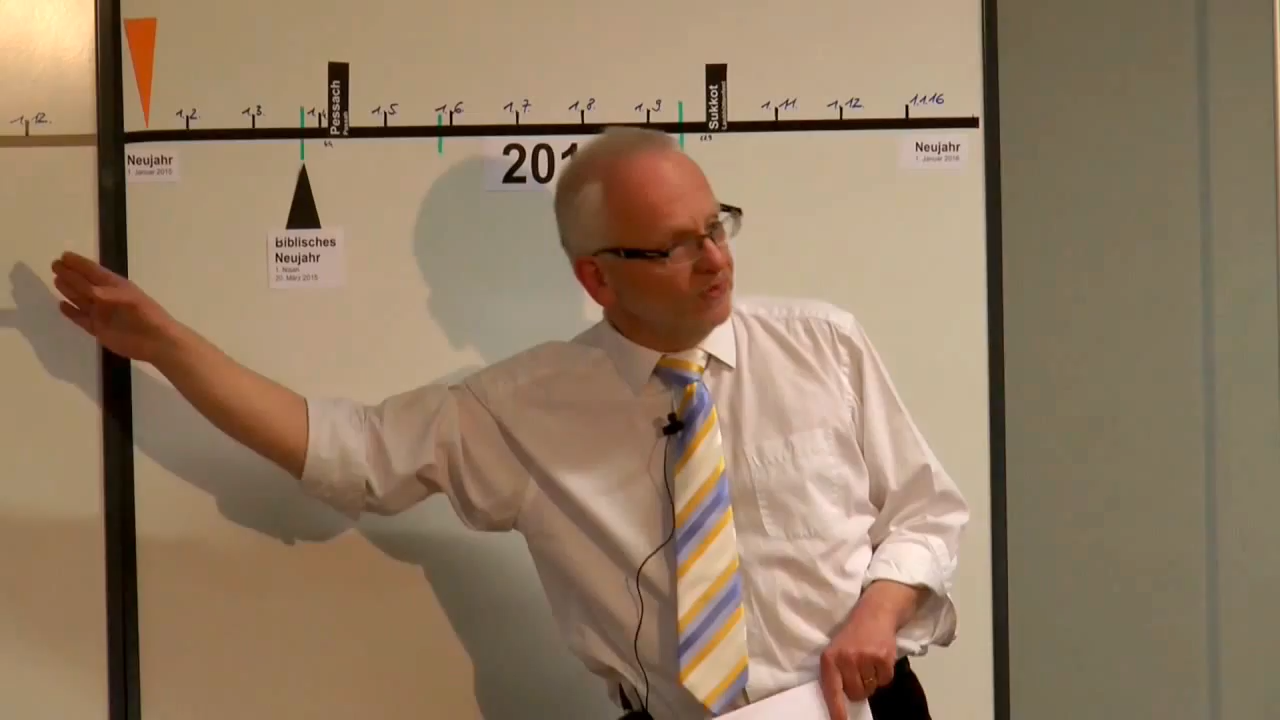 1.12.
1.2.
1.3.
1.4.
1.5.
1.6.
1.7.
1.8.
1.9.
1.11.
1.12.
1.1.16
Pessach
Sukkot
Neujahr
1. Januar 2015
201
Neujahr
1. Januar 2016
Biblisches
Neujahr
1. Nisan
20. März 2015